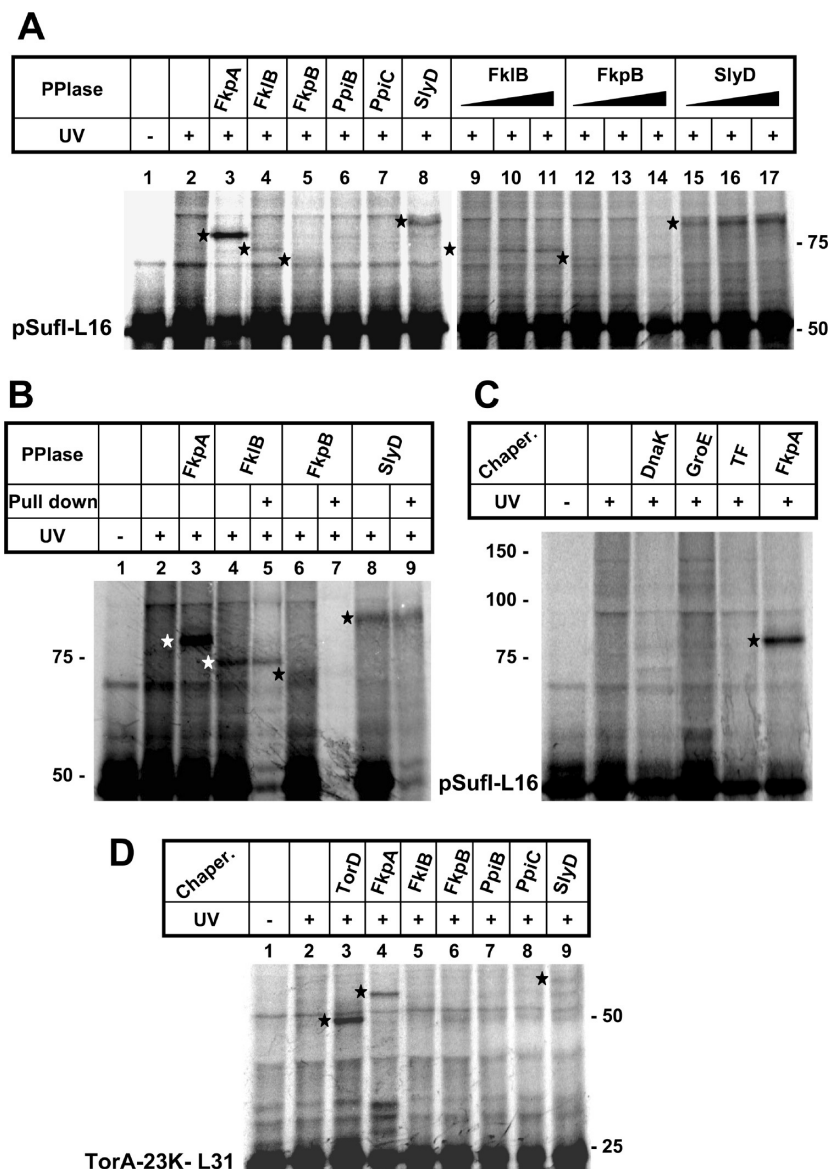 A
PPIase FkpA FklB FkpB PpiB PpiC SlyD FklB FkpB SlyD
UV - + + + + + + + + + + + + + + + +
1 2 3 4 5 6 7 8 9 10 11 12 13 14 15 16 17
- 75
pSufI-L16
- 50
B
PPIase FkpA FklB FkpB SlyD
Pull down + + +
UV - + + + + + + + +
1 2 3 4 5 6 7 8 9
75 -
50 -
C
Chaper. DnaK GroE TF FkpA
UV - + + + + +
150 -
100 -
75 -
pSufI-L16
D
Chaper. TorD FkpA FklB FkpB PpiB PpiC SlyD
UV - + + + + + + + +
1 2 3 4 5 6 7 8 9
- 50
- 25
TorA-23K- L31